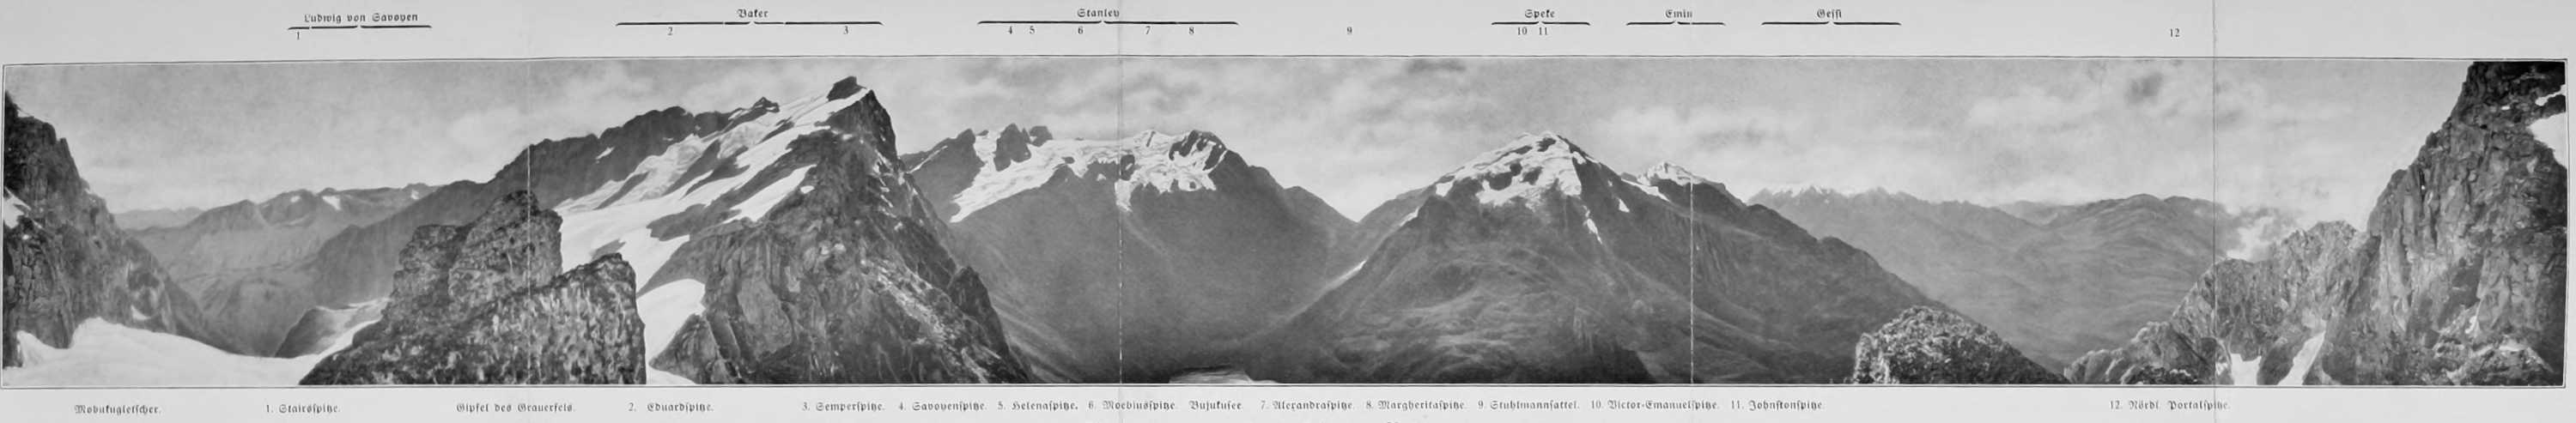 Ludwig von Savoyen Baker Stanley Speke Emin Gessi
1 2 3 4 5 6 7 8 9 10 11 12
Mobukugletscher. 1. Stairsspitze. Gipfel des Grauerfels. 2. Eduardspitze. 3. Semperspitze. 4. Savoyenspitze. 5. Helenaspitze. 6. Moebiusspitze. Bujukusee. 7. Alexandraspitze. 8. Margheritaspitze. 9. Stuhlmannsattel. 10. Victor-Emanuelspitze. 11. Johnstonspitze. 12. Nördl. Portalspitze.